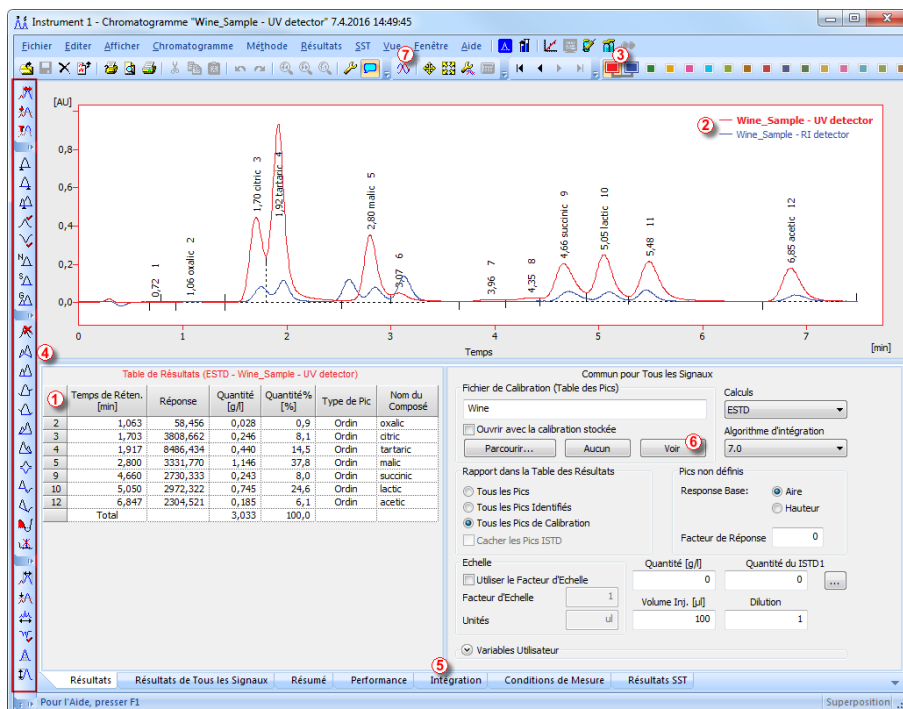 Instrument 1 - Chromatogramme "Wine_Sample - UV detector" 7.4.2016 14:49:45
Fichier Editer Afficher Chromatogramme Méthode Résultats SST Vue Fenêtre Aide
7
3
[AU]
2
Wine_Sample - UV detector
Wine_Sample - RI detector
0,8
0,6
0,4
0,2
0,0
0,72 1
1,06 oxalic 2
1,70 citric 3
1,92 tartaric 4
2,80 malic 5
3,07 6
3,96 7
4,35 8
4,66 succinic 9
5,05 lactic 10
5,48 11
6,85 acetic 12
0 1 2 3 4 5 6 7
Temps
[min]
4
Table de Résultats (ESTD - Wine_Sample - UV detector)
1
Temps de Réten. [min] Réponse Quantité [g/l] Quantité% [%] Type de Pic Nom du Composé
2 1,063 58,456 0,028 0,9 Ordin oxalic
3 1,703 3808,662 0,246 8,1 Ordin citric
4 1,917 8486,434 0,440 14,5 Ordin tartaric
5 2,800 3331,770 1,146 37,8 Ordin malic
9 4,660 2730,333 0,243 8,0 Ordin succinic
10 5,050 2972,322 0,745 24,6 Ordin lactic
12 6,847 2304,521 0,185 6,1 Ordin acetic
Total 3,033 100,0
Commun pour Tous les Signaux
Fichier de Calibration (Table des Pics)
Wine
Ouvrir avec la calibration stockée
Parcourir... Aucun Voir
6
Calculs
ESTD
Algorithme d'intégration
7.0
Rapport dans la Table des Résultats
Tous les Pics
Tous les Pics Identifiés
Tous les Pics de Calibration
Cacher les Pics ISTD
Pics non définis
Response Base: Aire
Hauteur
Facteur de Réponse 0
Echelle
Utiliser le Facteur d'Echelle
Facteur d'Echelle 1
Unités ul
Quantité [g/l] Quantité du ISTD1
0 0 ...
Volume Inj. [µl] Dilution
100 1
Variables Utilisateur
5
Résultats Résultats de Tous les Signaux Résumé Performance Intégration Conditions de Mesure Résultats SST
Pour l'Aide, presser F1
Superposition